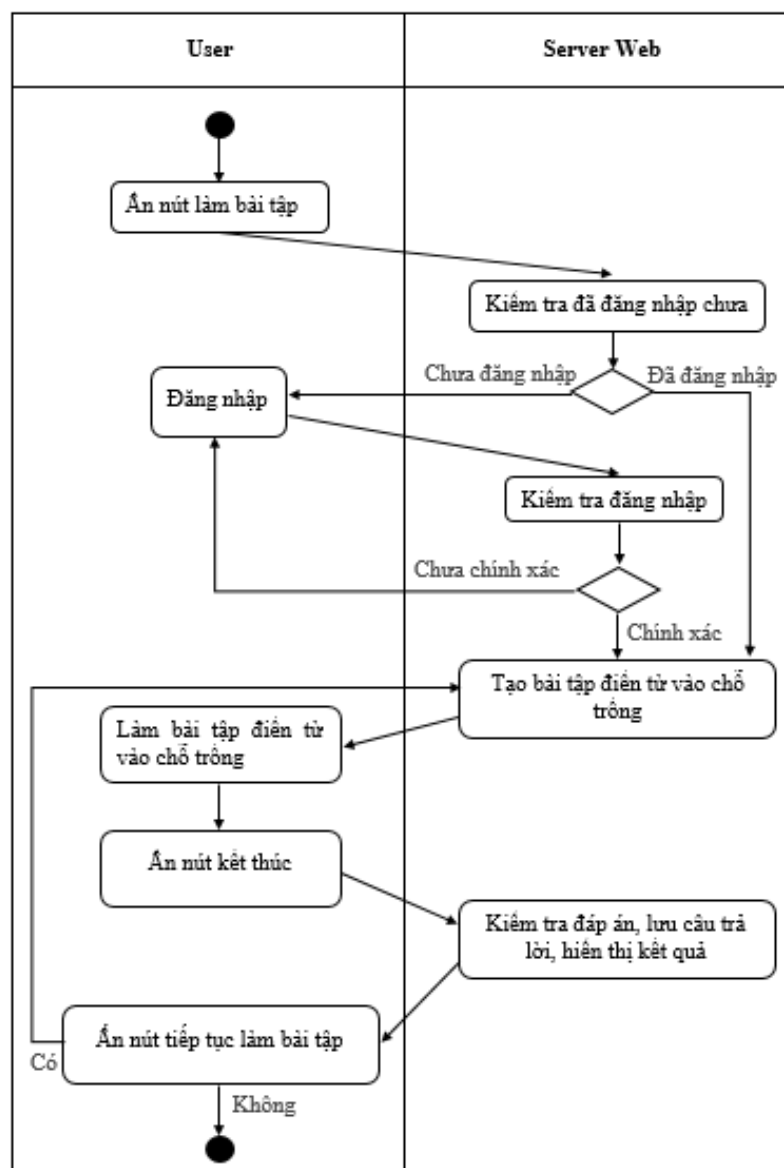 User
Server Web
Ấn nút làm bài tập
Kiểm tra đã đăng nhập chưa
Chưa đăng nhập
Đã đăng nhập
Đăng nhập
Kiểm tra đăng nhập
Chưa chính xác
Chính xác
Tạo bài tập điền từ vào chỗ
trống
Làm bài tập điền từ
vào chỗ trống
Ấn nút kết thúc
Kiểm tra đáp án, lưu câu trả
lời, hiển thị kết quả
Ấn nút tiếp tục làm bài tập
Có
Không